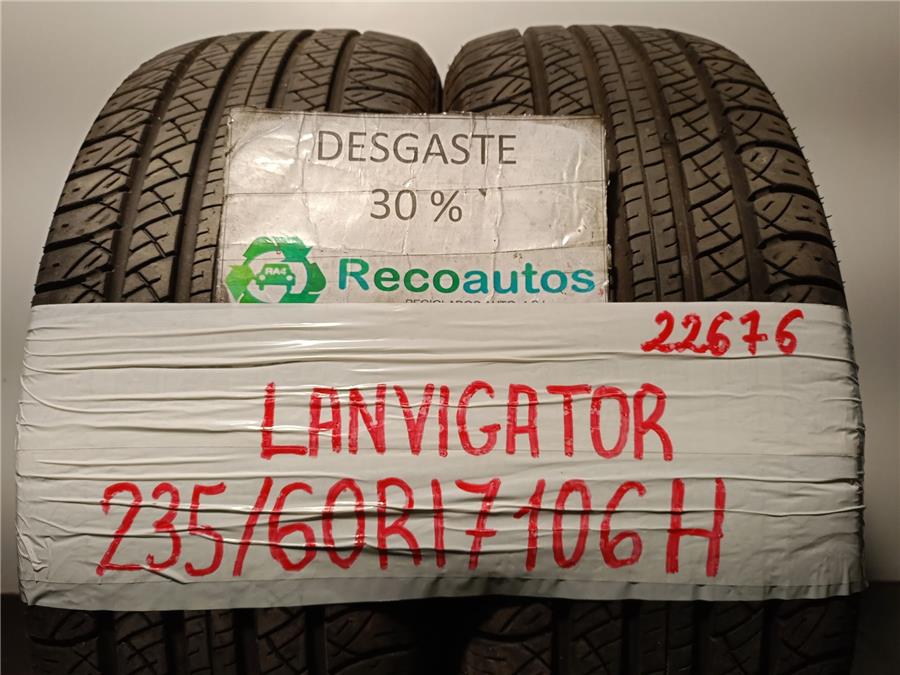 DESGASTE
30 %
RA4
Recoautos
22676
LANVIGATOR
235/60R17 106H